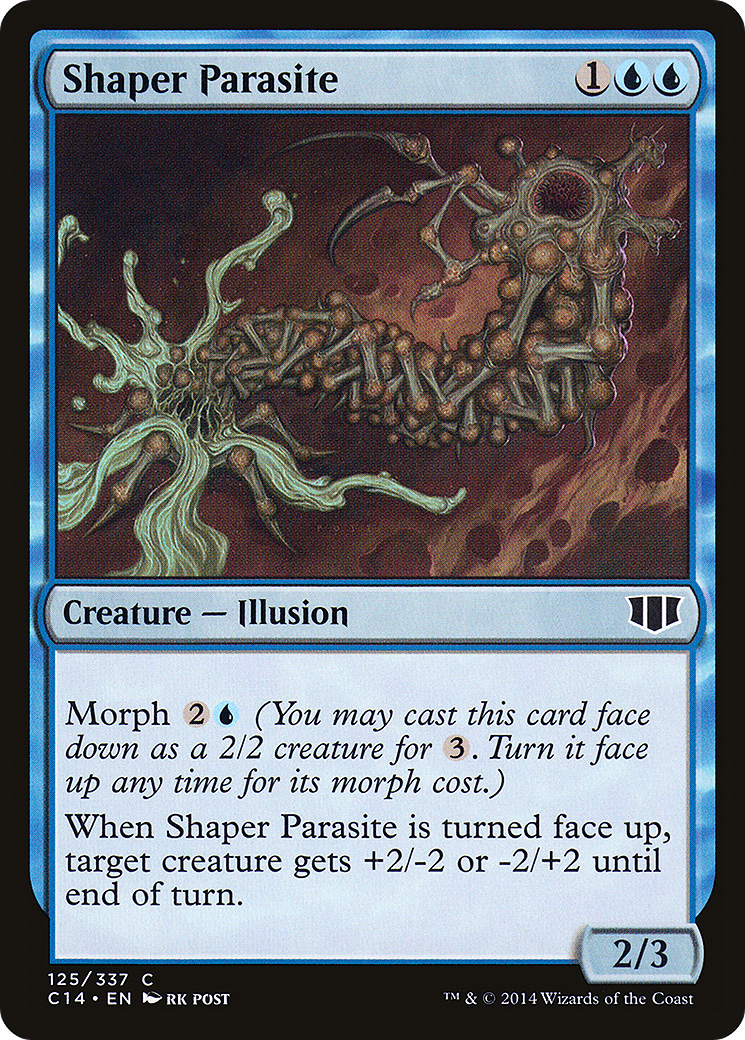 Shaper Parasite 1
Creature — Illusion
Morph 2 (You may cast this card face
down as a 2/2 creature for 3. Turn it face
up any time for its morph cost.)
When Shaper Parasite is turned face up,
target creature gets +2/-2 or -2/+2 until
end of turn.
2/3
125/337 C
C14 • EN RK POST
™ & © 2014 Wizards of the Coast